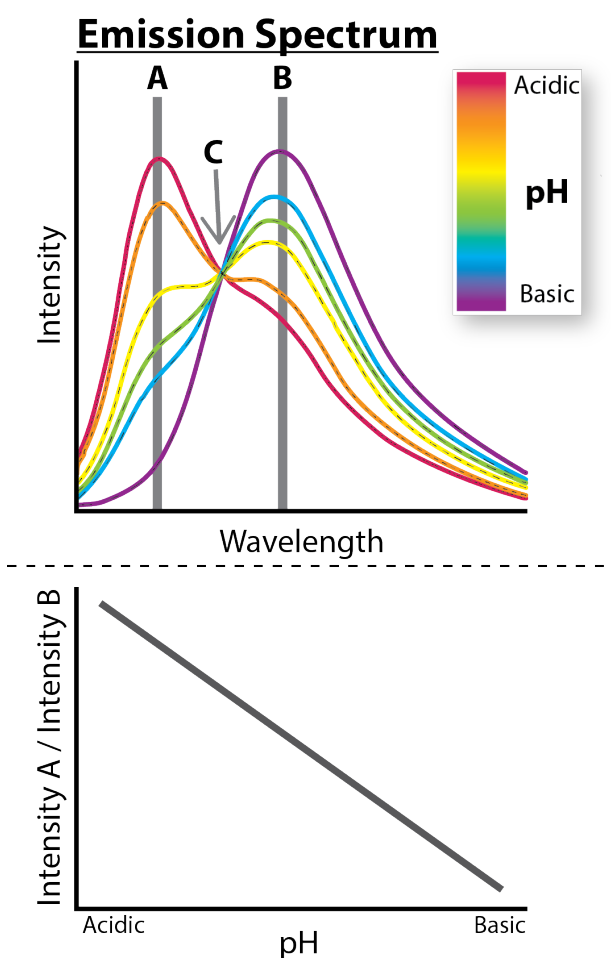 Emission Spectrum
A
B
C
Acidic
pH
Basic
Intensity
Wavelength
Intensity A / Intensity B
Acidic
Basic
pH